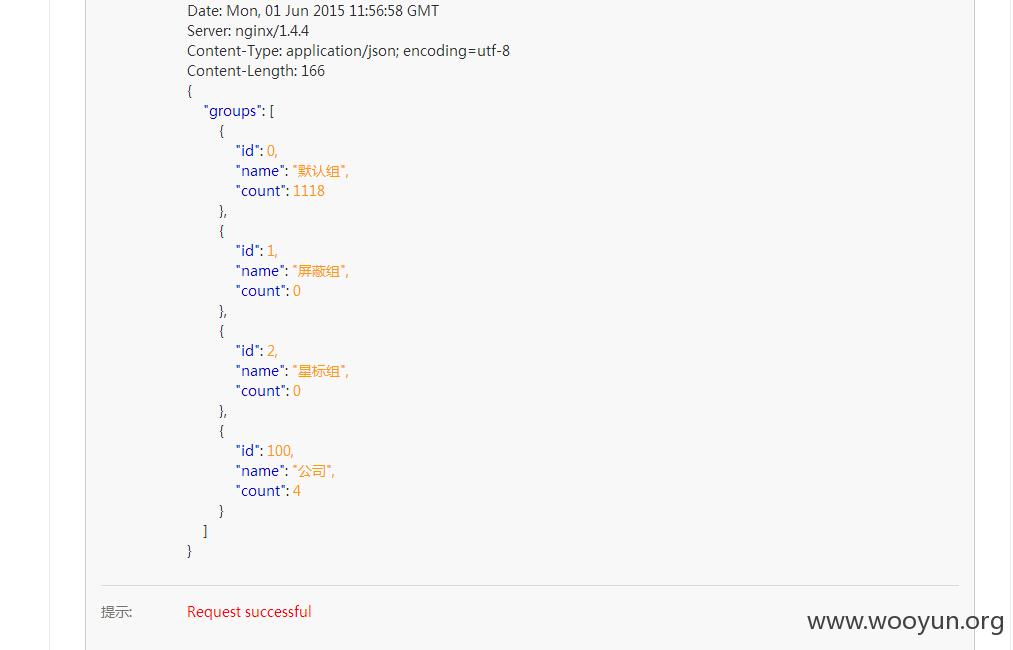 Date: Mon, 01 Jun 2015 11:56:58 GMT
Server: nginx/1.4.4
Content-Type: application/json; encoding=utf-8
Content-Length: 166
{
"groups": [
{
"id": 0,
"name": "默认组",
"count": 1118
},
{
"id": 1,
"name": "屏蔽组",
"count": 0
},
{
"id": 2,
"name": "星标组",
"count": 0
},
{
"id": 100,
"name": "公司",
"count": 4
}
]
}
提示: Request successful
www.wooyun.org